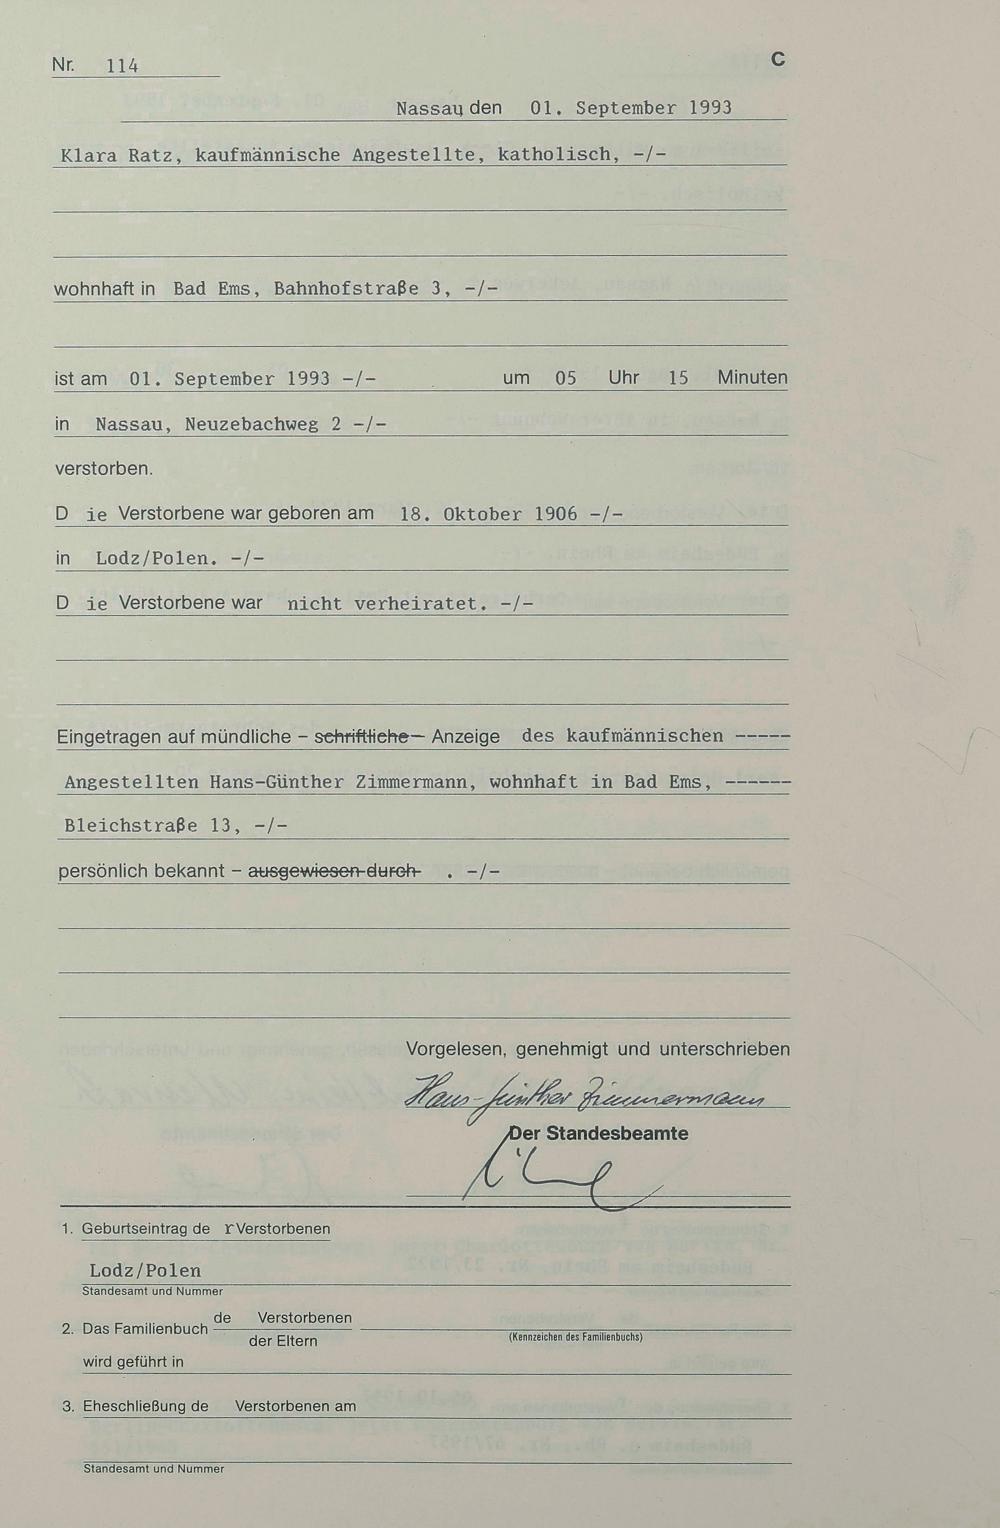 Nr. 114
C
Nassau den 01. September 1993
Klara Ratz, kaufmännische Angestellte, katholisch, -/-
wohnhaft in Bad Ems, Bahnhofstraße 3, -/-
ist am 01. September 1993 -/- um 05 Uhr 15 Minuten
in Nassau, Neuzebachweg 2 -/-
verstorben.
D ie Verstorbene war geboren am 18. Oktober 1906 -/-
in Lodz/Polen. -/-
D ie Verstorbene war nicht verheiratet. -/-
Eingetragen auf mündliche – schriftliche – Anzeige des kaufmännischen -----
Angestellten Hans-Günther Zimmermann, wohnhaft in Bad Ems, ------
Bleichstraße 13, -/-
persönlich bekannt – ausgewiesen durch . -/-
Vorgelesen, genehmigt und unterschrieben
Hans-Günther Zimmermann
Der Standesbeamte
1. Geburtseintrag de r Verstorbenen
Lodz/Polen
Standesamt und Nummer
2. Das Familienbuch de Verstorbenen
der Eltern
(Kennzeichen des Familienbuchs)
wird geführt in
3. Eheschließung de Verstorbenen am
Standesamt und Nummer